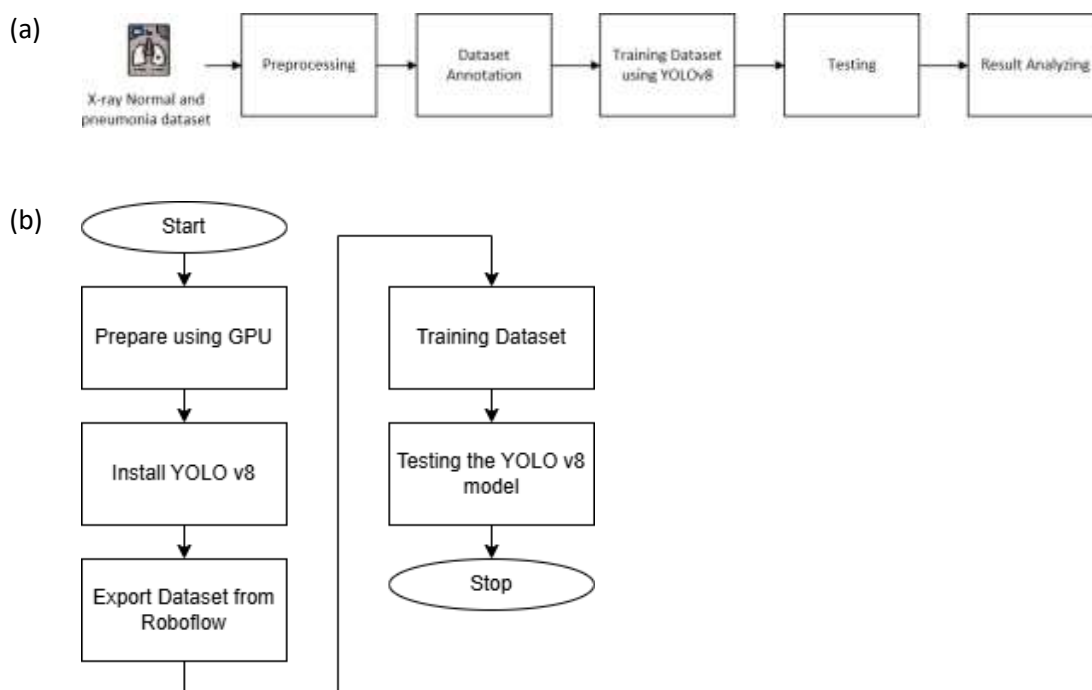 (a)
X-ray Normal and
pneumonia dataset
Preprocessing
Dataset
Annotation
Training Dataset
using YOLOv8
Testing
Result Analyzing
(b)
Start
Prepare using GPU
Install YOLO v8
Export Dataset from
Roboflow
Training Dataset
Testing the YOLO v8
model
Stop